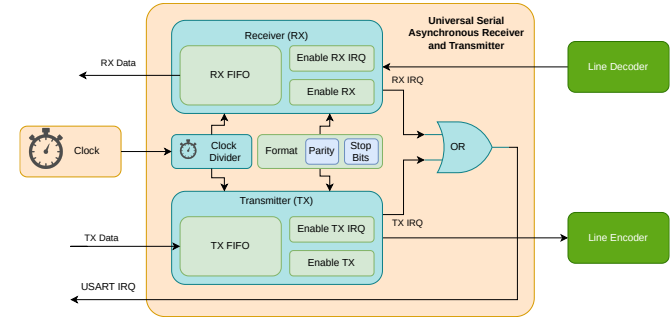 Universal Serial
Asynchronous Receiver
and Transmitter
Receiver (RX)
RX FIFO
Enable RX IRQ
Enable RX
RX Data
RX IRQ
Line Decoder
Clock
Clock
Divider
Format
Parity
Stop
Bits
OR
Transmitter (TX)
TX FIFO
Enable TX IRQ
Enable TX
TX Data
TX IRQ
Line Encoder
USART IRQ